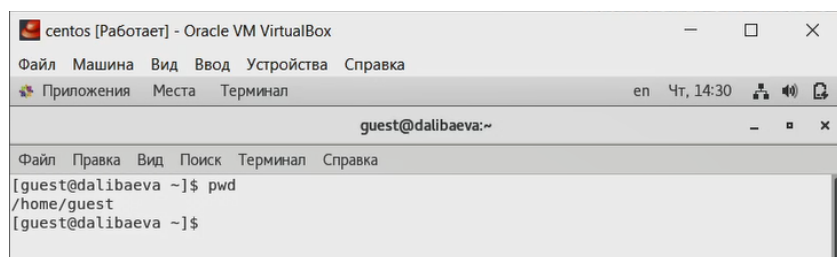 centos [Работает] - Oracle VM VirtualBox
Файл Машина Вид Ввод Устройства Справка
Приложения Места Терминал en Чт, 14:30
guest@dalibaeva:~
Файл Правка Вид Поиск Терминал Справка
[guest@dalibaeva ~]$ pwd
/home/guest
[guest@dalibaeva ~]$